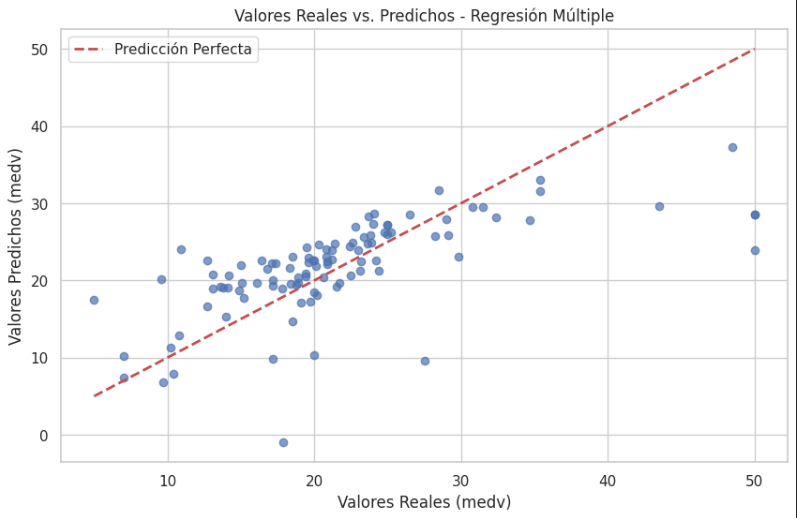 Valores Reales vs. Predichos - Regresión Múltiple
Predicción Perfecta
Valores Predichos (medv)
50
40
30
20
10
0
10 20 30 40 50
Valores Reales (medv)